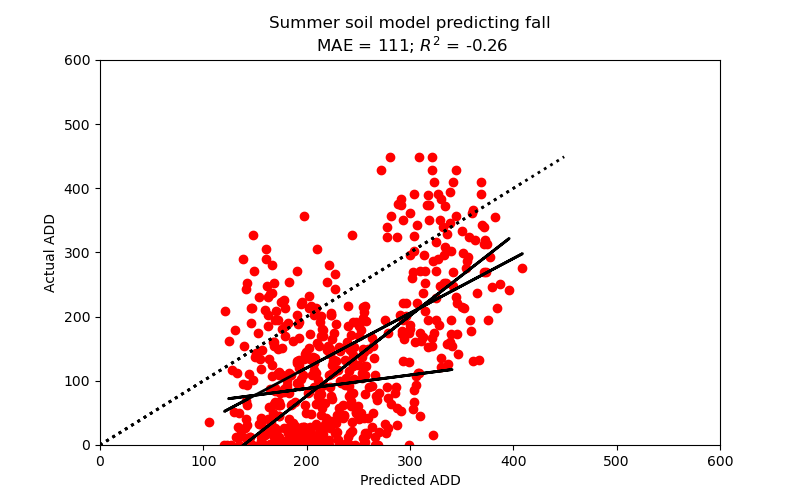 Summer soil model predicting fall
MAE = 111; R² = -0.26
600
500
400
300
200
100
0
Actual ADD
0 100 200 300 400 500 600
Predicted ADD